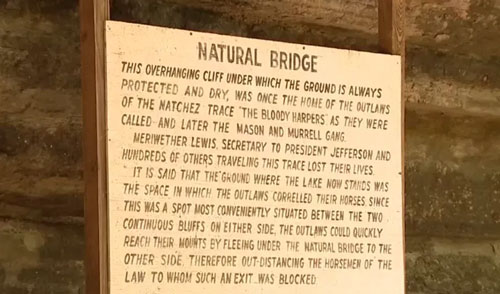 NATURAL BRIDGE
THIS OVERHANGING CLIFF UNDER WHICH THE GROUND IS ALWAYS
PROTECTED AND DRY, WAS ONCE THE HOME OF THE OUTLAWS
OF THE NATCHEZ TRACE "THE BLOODY HARPERS" AS THEY WERE
CALLED-AND LATER THE MASON AND MURRELL GANG.
MERIWETHER LEWIS, SECRETARY TO PRESIDENT JEFFERSON AND
HUNDREDS OF OTHERS TRAVELING THIS TRACE LOST THEIR LIVES.
IT IS SAID THAT THE GROUND WHERE THE LAKE NOW STANDS WAS
THE SPACE IN WHICH THE OUTLAWS CORRELLED THEIR HORSES SINCE
THIS WAS A SPOT MOST CONVENIENTLY SITUATED BETWEEN THE TWO
CONTINUOUS BLUFFS ON EITHER SIDE, THE OUTLAWS COULD QUICKLY
REACH THEIR MOUNTS BY FLEEING UNDER THE NATURAL BRIDGE TO THE
OTHER SIDE, THEREFORE OUT-DISTANCING THE HORSEMEN OF THE
LAW TO WHOM SUCH AN EXIT WAS BLOCKED